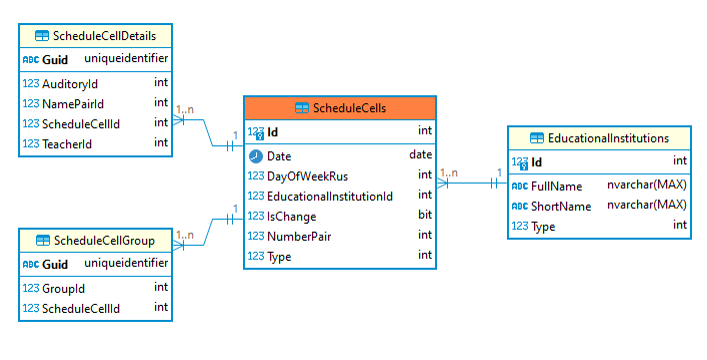 ScheduleCellDetails
ABC Guid uniqueidentifier
123 AuditoryId int
123 NamePairId int
123 ScheduleCellId int
123 TeacherId int
1..n
1
ScheduleCells
123 Id int
Date date
123 DayOfWeekRus int
123 EducationalInstitutionId int
123 IsChange bit
123 NumberPair int
123 Type int
1..n
1
EducationalInstitutions
123 Id int
ABC FullName nvarchar(MAX)
ABC ShortName nvarchar(MAX)
123 Type int
1
1..n
ScheduleCellGroup
ABC Guid uniqueidentifier
123 GroupId int
123 ScheduleCellId int